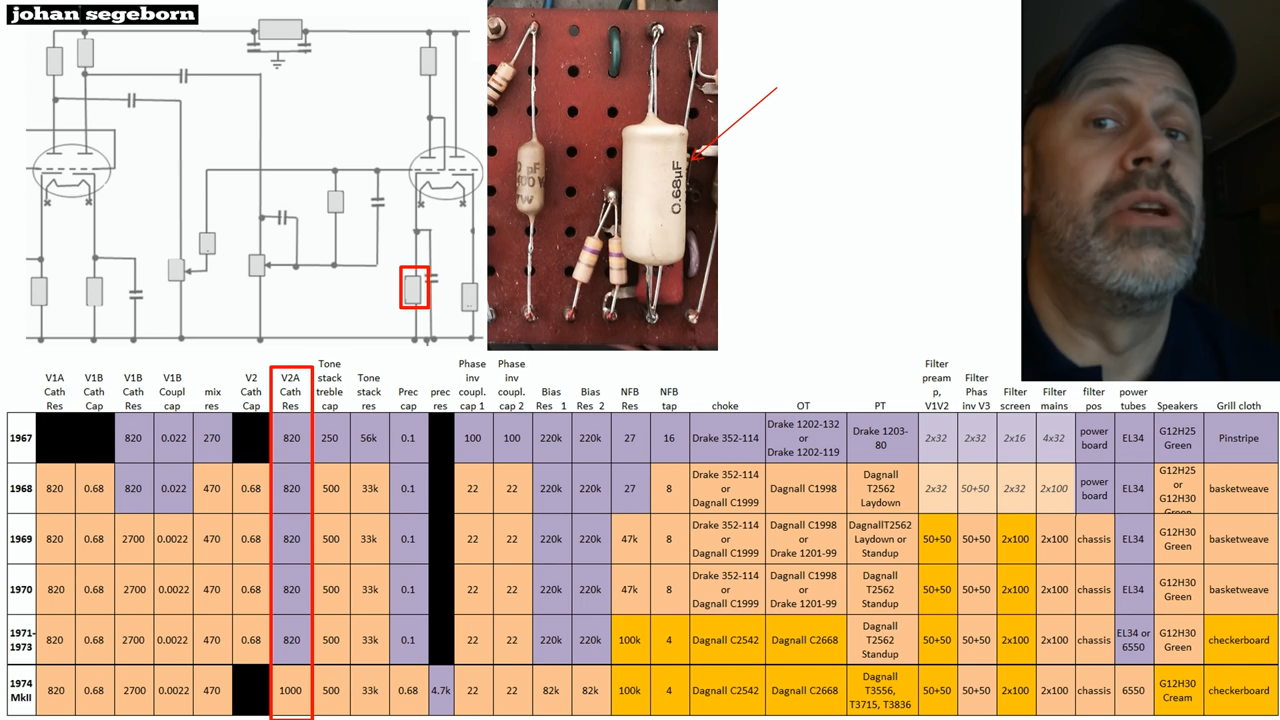 johan segeborn
0 pF
400 V
7W
0.68µF
V1A Cath Res
V1B Cath Cap
V1B Cath Res
V1B Coupl cap
mix res
V2 Cath Cap
V2A Cath Res
Tone stack treble cap
Tone stack res
Prec cap
prec res
Phase inv coupl. cap 1
Phase inv coupl. cap 2
Bias Res 1
Bias Res 2
NFB Res
NFB tap
choke
OT
PT
Filter pream p, V1V2
Filter Phas inv V3
Filter screen
Filter mains
filter pos
power tubes
Speakers
Grill cloth
1967 820 0.022 270 820 250 56k 0.1 100 100 220k 220k 27 16 Drake 352-114 Drake 1202-132 or Drake 1202-119 Drake 1203-80 2x32 2x32 2x16 4x32 power board EL34 G12H25 Green Pinstripe
1968 820 0.68 820 0.022 470 0.68 820 500 33k 0.1 22 22 220k 220k 27 8 Drake 352-114 or Dagnall C1999 Dagnall C1998 Dagnall T2562 Laydown 2x32 50+50 2x32 2x100 power board EL34 G12H25 or G12H30 Green basketweave
1969 820 0.68 2700 0.0022 470 0.68 820 500 33k 0.1 22 22 220k 220k 47k 8 Drake 352-114 or Dagnall C1999 Dagnall C1998 or Drake 1201-99 DagnallT2562 Laydown or Standup 50+50 50+50 2x100 2x100 chassis EL34 G12H30 Green basketweave
1970 820 0.68 2700 0.0022 470 0.68 820 500 33k 0.1 22 22 220k 220k 47k 8 Drake 352-114 or Dagnall C1999 Dagnall C1998 or Drake 1201-99 Dagnall T2562 Standup 50+50 50+50 2x100 2x100 chassis EL34 G12H30 Green basketweave
1971-1973 820 0.68 2700 0.0022 470 0.68 820 500 33k 0.1 22 22 220k 220k 100k 4 Dagnall C2542 Dagnall C2668 Dagnall T2562 Standup 50+50 50+50 2x100 2x100 chassis EL34 or 6550 G12H30 Green checkerboard
1974 MkII 820 0.68 2700 0.0022 470 1000 500 33k 0.68 4.7k 22 22 82k 82k 100k 4 Dagnall C2542 Dagnall C2668 Dagnall T3556, T3715, T3836 50+50 50+50 2x100 2x100 chassis 6550 G12H30 Cream checkerboard